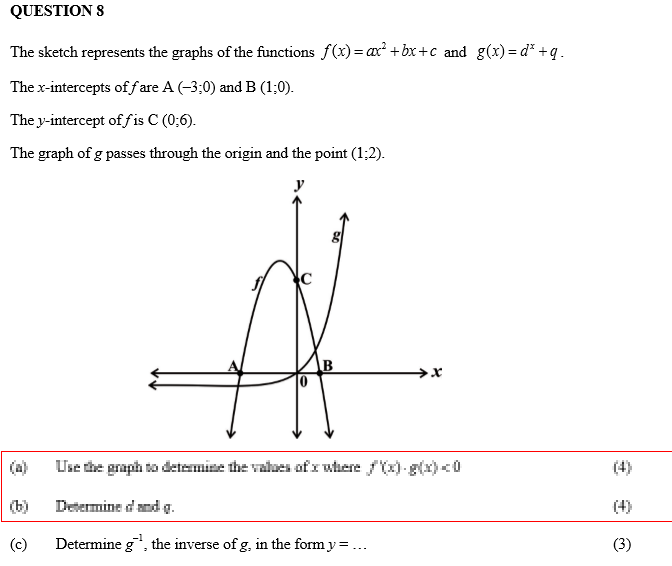 QUESTION 8
The sketch represents the graphs of the functions f(x) = ax² + bx + c and g(x) = dˣ + q.
The x-intercepts of f are A (–3;0) and B (1;0).
The y-intercept of f is C (0;6).
The graph of g passes through the origin and the point (1;2).
y
g
f
C
A
B
x
0
(a) Use the graph to determine the values of x where f'(x)·g(x) < 0 (4)
(b) Determine d and q. (4)
(c) Determine g⁻¹, the inverse of g, in the form y = … (3)